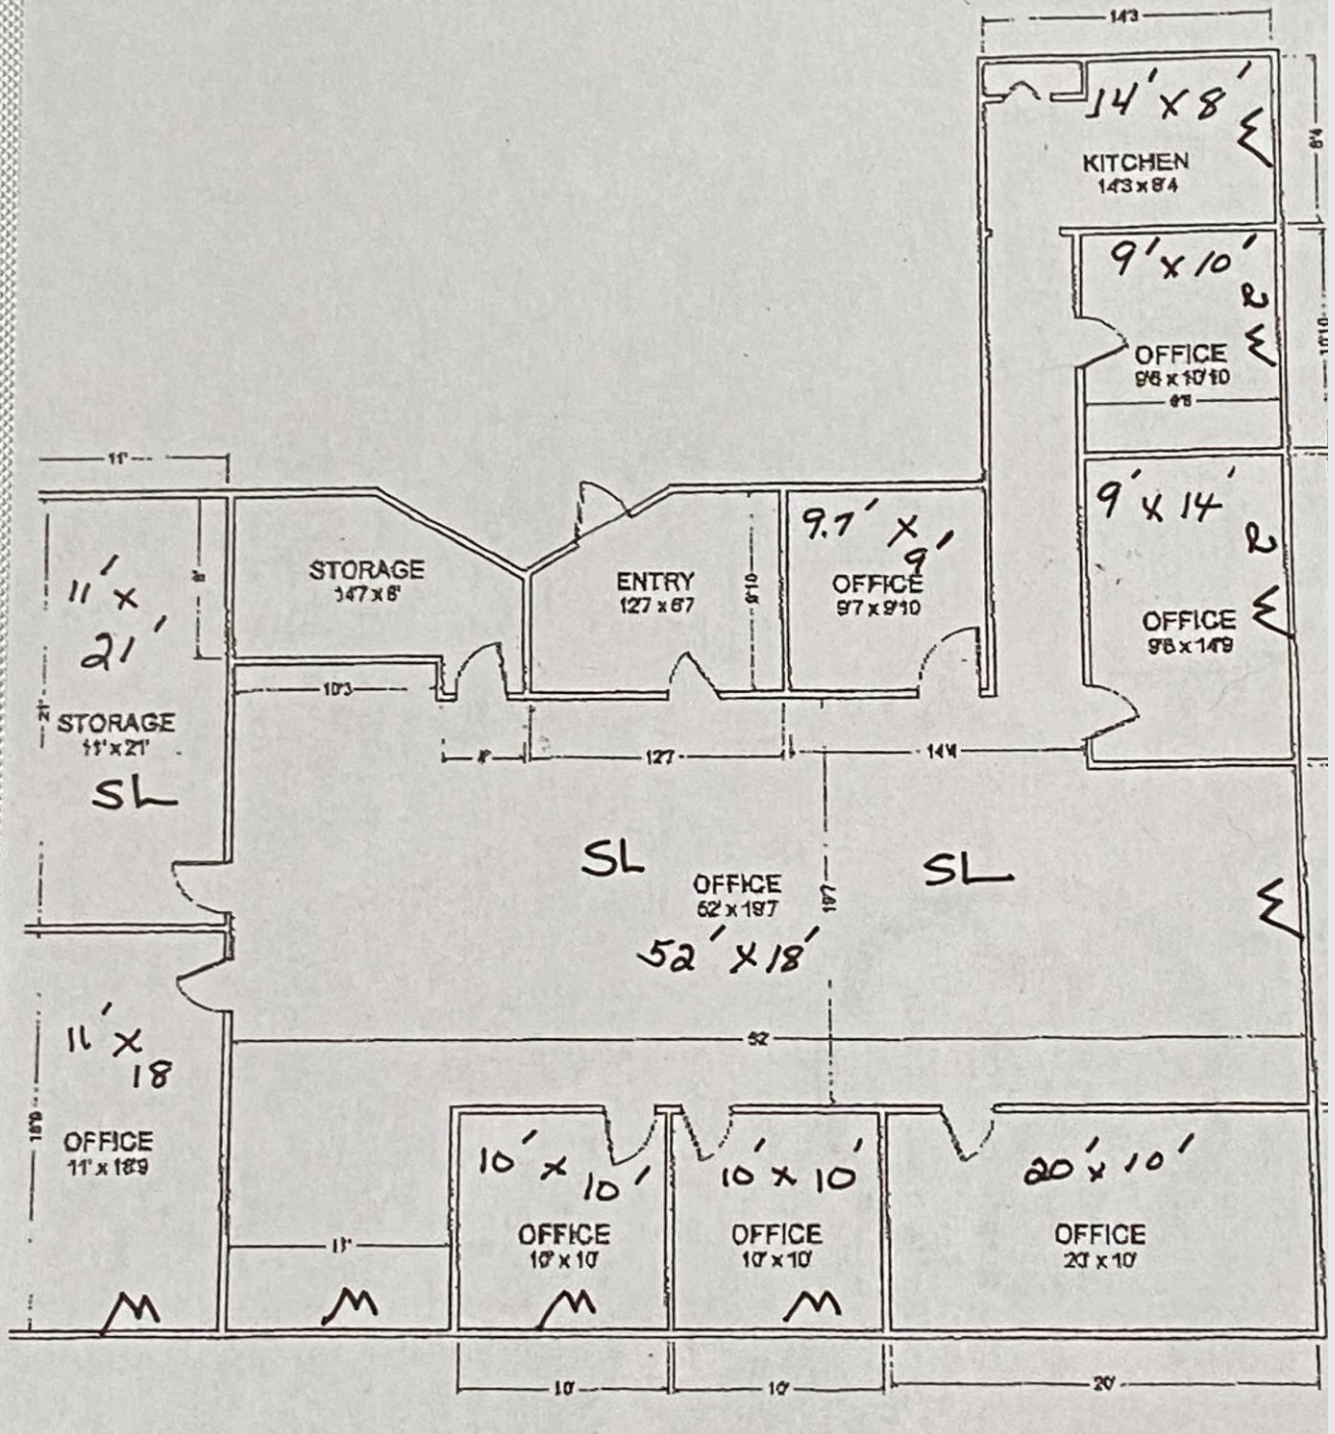 14'3
14' x 8'
W
8'4
KITCHEN
14'3 x 8'4
9' x 10'
2
W
10'10
OFFICE
9'6 x 10'10
9'6
11'
9' x 14'
2
W
OFFICE
9'6 x 14'9
9.7' x
9'
OFFICE
9'7 x 9'10
STORAGE
14'7 x 8'
8'
ENTRY
12'7 x 6'7
9'10
11' x
21'
21'
STORAGE
11' x 21'
SL
10'3
4'
12'7
14'4
SL
SL
OFFICE
52' x 19'7
19'7
52' x 18'
W
52'
11' x
18
18'9
OFFICE
11' x 18'9
11'
10' x
10'
OFFICE
10' x 10'
10' x 10'
OFFICE
10' x 10'
20' x 10'
OFFICE
20' x 10'
W
W
W
W
10'
10'
20'